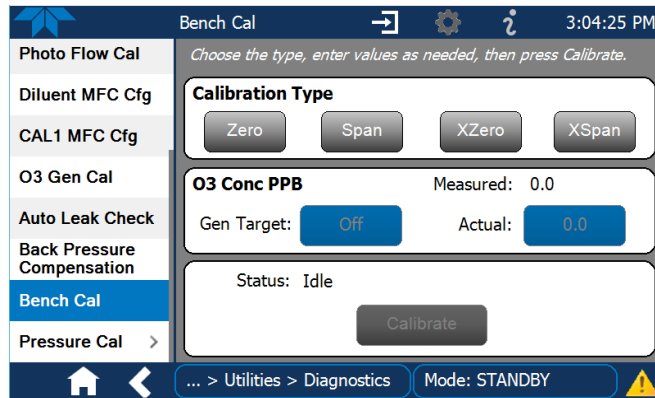 Bench Cal
3:04:25 PM
Photo Flow Cal
Diluent MFC Cfg
CAL1 MFC Cfg
O3 Gen Cal
Auto Leak Check
Back Pressure
Compensation
Bench Cal
Pressure Cal >
Choose the type, enter values as needed, then press Calibrate.
Calibration Type
Zero Span XZero XSpan
O3 Conc PPB Measured: 0.0
Gen Target: Off Actual: 0.0
Status: Idle
Calibrate
... > Utilities > Diagnostics Mode: STANDBY